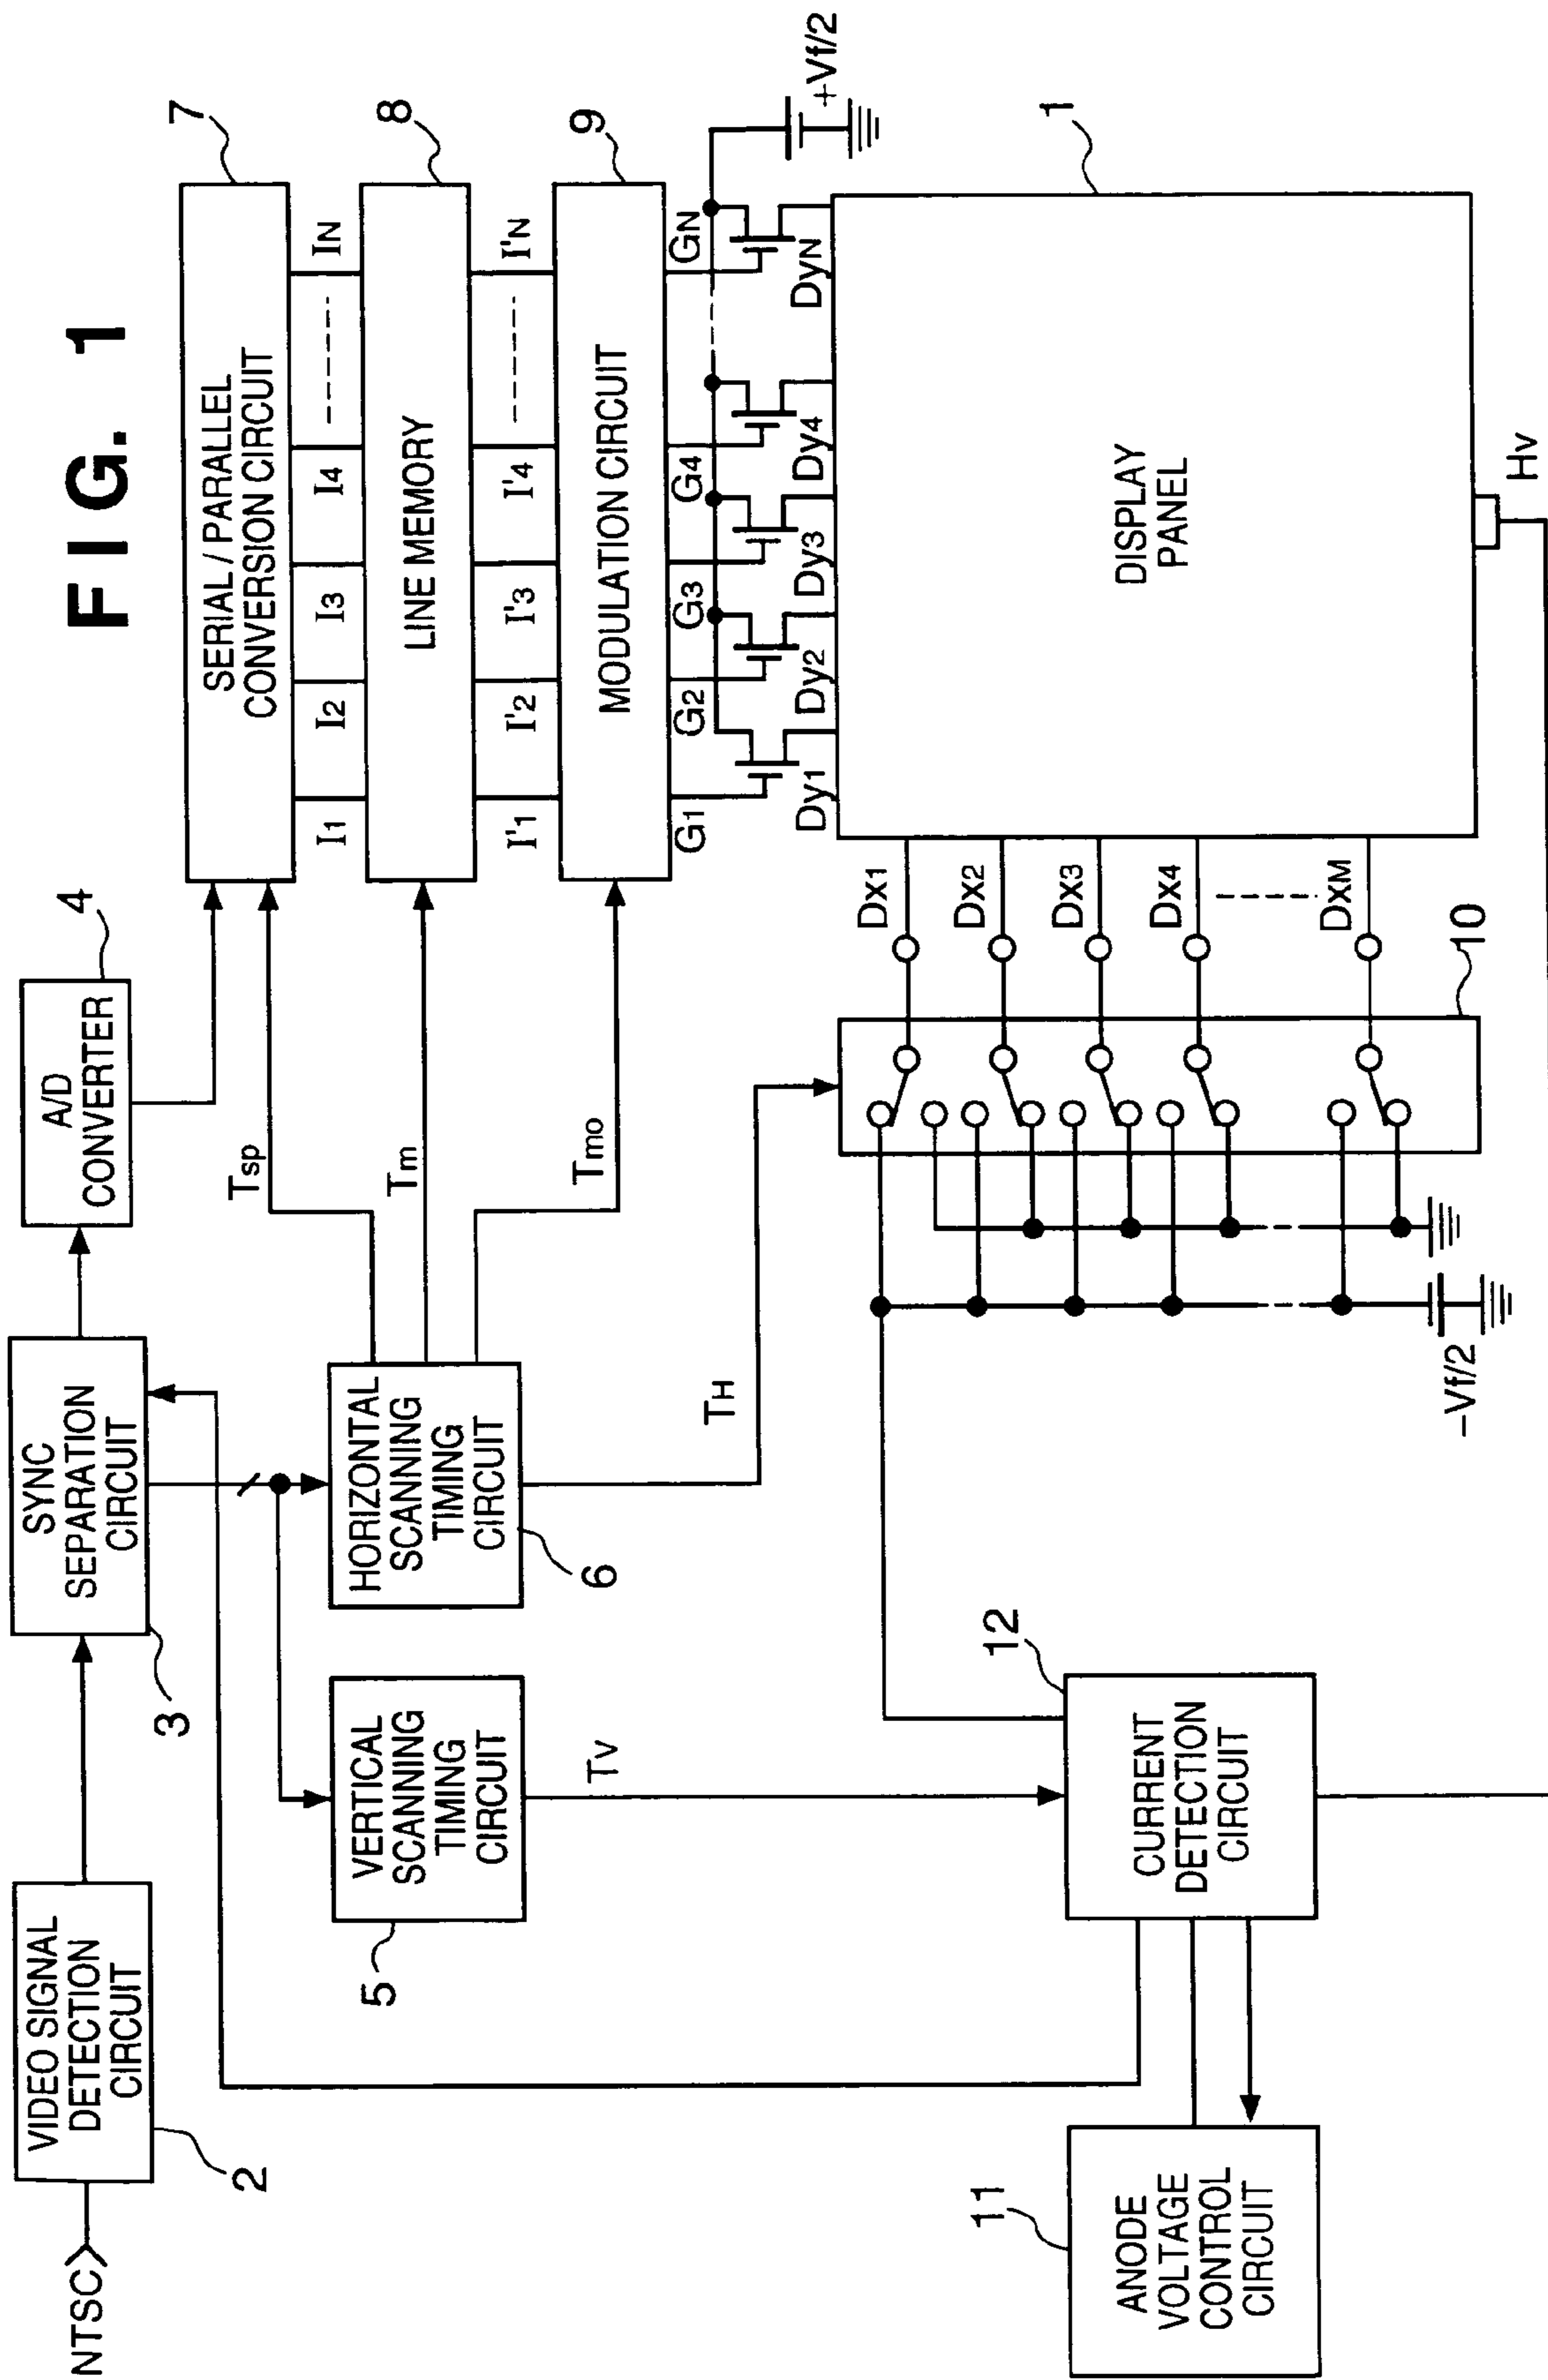 FIG. 1
NTSC
VIDEO SIGNAL
DETECTION
CIRCUIT
2
SYNC
SEPARATION
CIRCUIT
3
A/D
CONVERTER
4
VERTICAL
SCANNING
TIMING
CIRCUIT
5
HORIZONTAL
SCANNING
TIMING
CIRCUIT
6
Tsp
Tm
Tmo
TH
TV
SERIAL / PARALLEL
CONVERSION CIRCUIT
7
I1 I2 I3 I4 IN
LINE MEMORY
8
I'1 I'2 I'3 I'4 I'N
MODULATION CIRCUIT
9
G1 G2 G3 G4 GN
+Vf/2
Dy1 Dy2 Dy3 Dy4 DyN
DISPLAY
PANEL
1
Dx1
Dx2
Dx3
Dx4
DxM
10
-Vf/2
Hv
CURRENT
DETECTION
CIRCUIT
12
ANODE
VOLTAGE
CONTROL
CIRCUIT
11